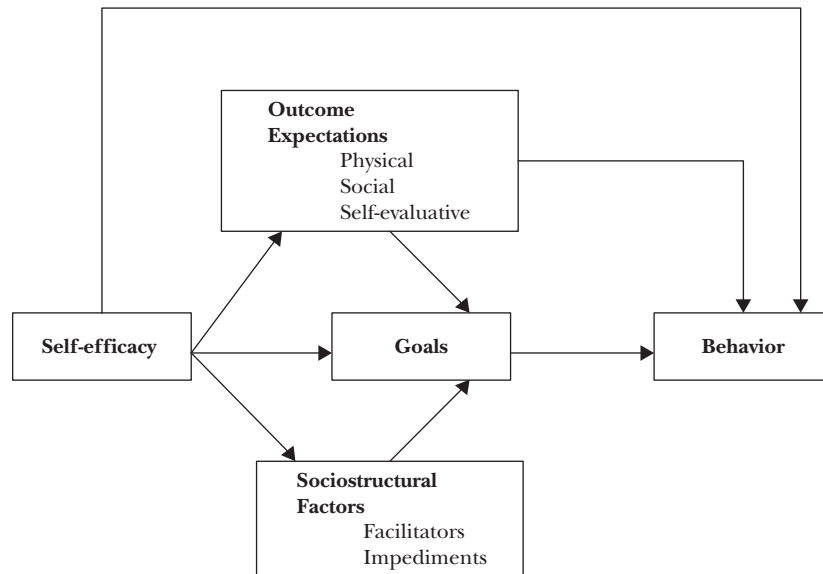 Outcome
Expectations
Physical
Social
Self-evaluative
Self-efficacy
Goals
Behavior
Sociostructural
Factors
Facilitators
Impediments